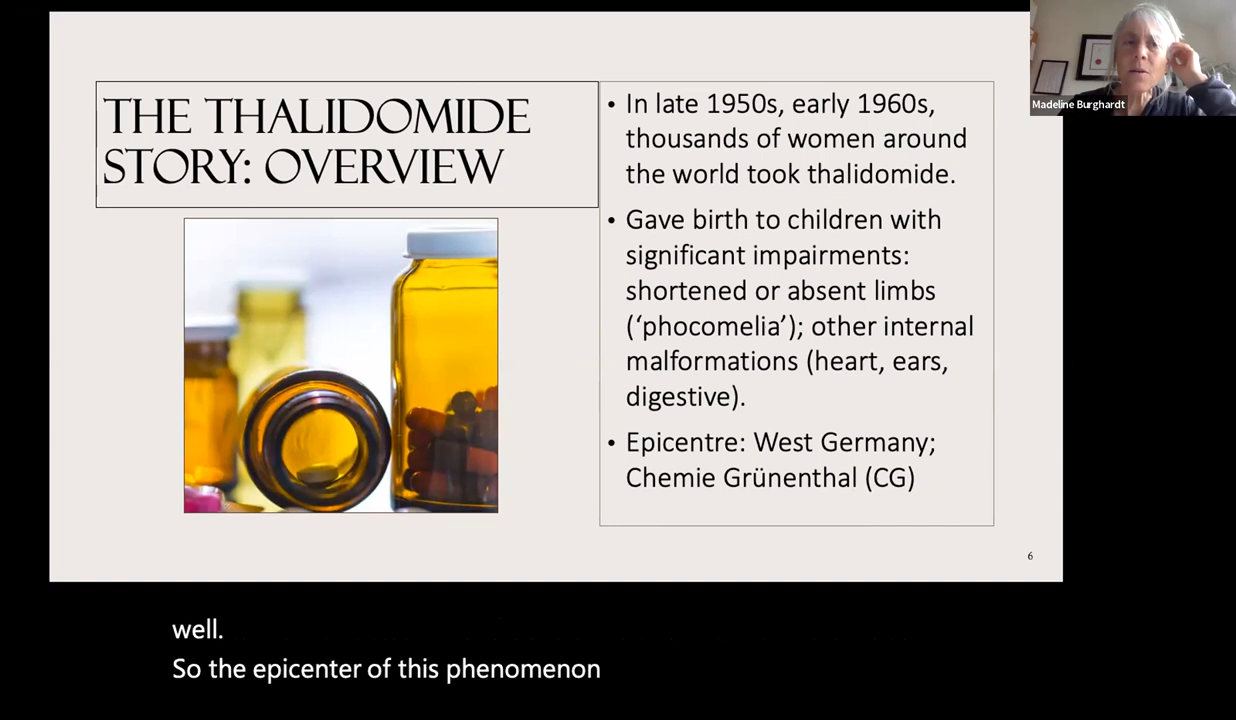 THE THALIDOMIDE
STORY: OVERVIEW
• In late 1950s, early 1960s,
thousands of women around
the world took thalidomide.
• Gave birth to children with
significant impairments:
shortened or absent limbs
(‘phocomelia’); other internal
malformations (heart, ears,
digestive).
• Epicentre: West Germany;
Chemie Grünenthal (CG)
6
Madeline Burghardt
well.
So the epicenter of this phenomenon